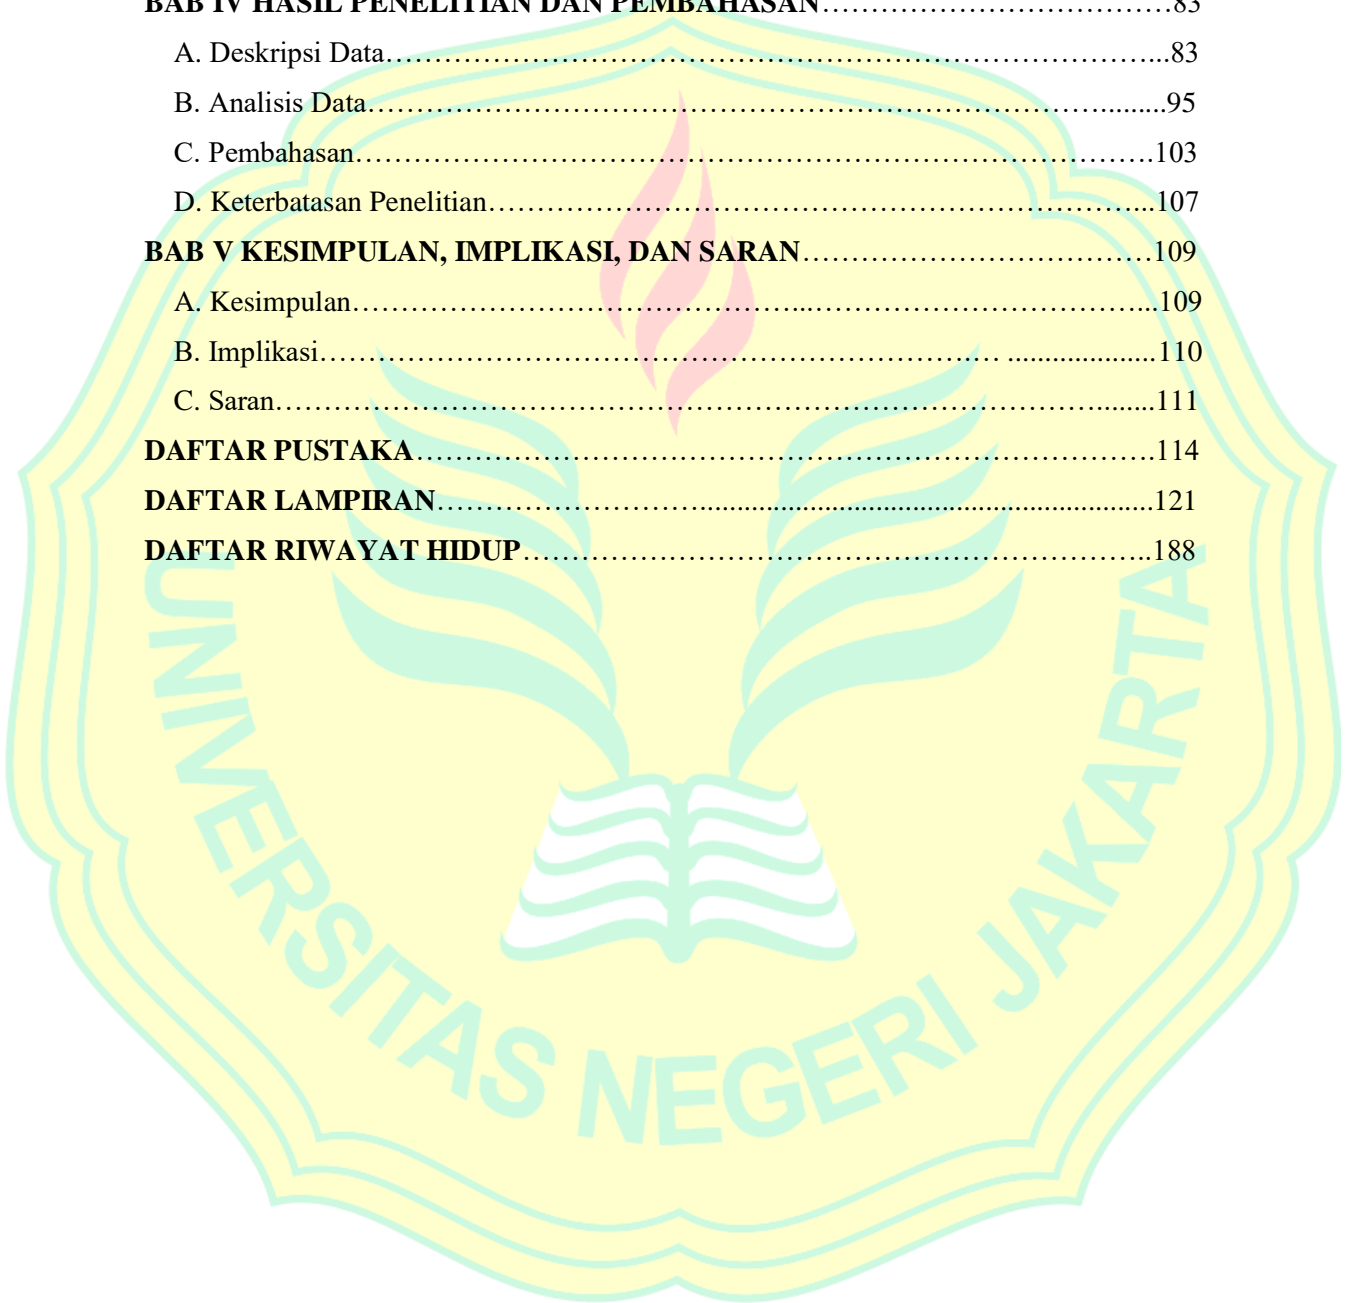 BAB IV HASIL PENELITIAN DAN PEMBAHASAN……………………………….83
A. Deskripsi Data……………………………………………………………………...83
B. Analisis Data…………………………………………………………………….........95
C. Pembahasan……………………………………………………………………….103
D. Keterbatasan Penelitian…………………………………………………………...107
BAB V KESIMPULAN, IMPLIKASI, DAN SARAN………………………………109
A. Kesimpulan………………………………………...……………………………...109
B. Implikasi…………………………………………………………… .....................110
C. Saran…………………………………………………………………………........111
DAFTAR PUSTAKA………………………………………………………………….114
DAFTAR LAMPIRAN………………………...............................................................121
DAFTAR RIWAYAT HIDUP………………………………………………………..188
UNIVERSITAS NEGERI JAKARTA